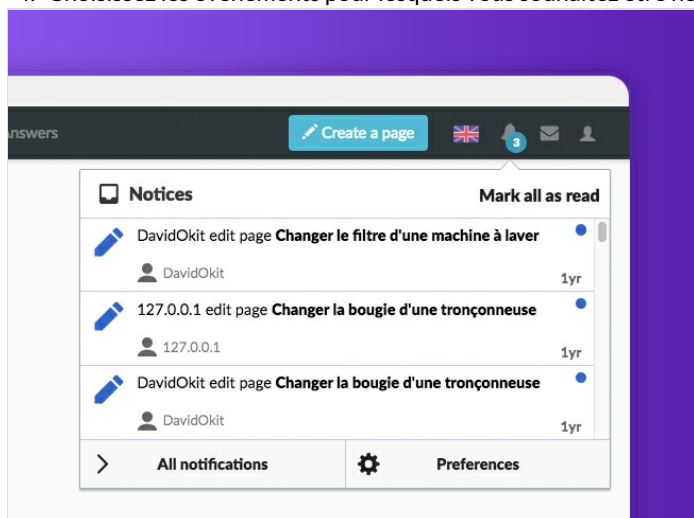 Answers
Create a page
3
Notices
Mark all as read
DavidOkit edit page Changer le filtre d'une machine à laver
DavidOkit
1yr
127.0.0.1 edit page Changer la bougie d'une tronçonneuse
127.0.0.1
1yr
DavidOkit edit page Changer la bougie d'une tronçonneuse
DavidOkit
1yr
All notifications
Preferences